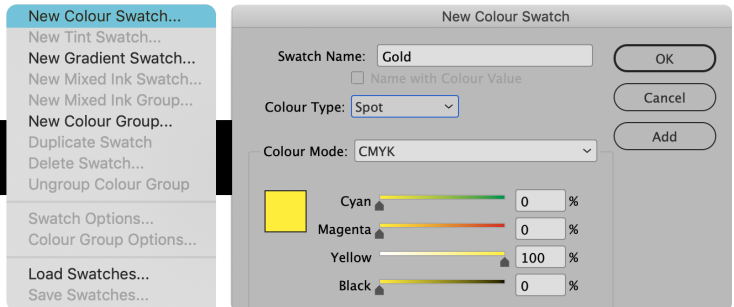 New Colour Swatch...
New Tint Swatch...
New Gradient Swatch...
New Mixed Ink Swatch...
New Mixed Ink Group...
New Colour Group...
Duplicate Swatch
Delete Swatch...
Ungroup Colour Group
Swatch Options...
Colour Group Options...
Load Swatches...
Save Swatches...
New Colour Swatch
Swatch Name: Gold
Name with Colour Value
Colour Type: Spot
Colour Mode: CMYK
Cyan 0 %
Magenta 0 %
Yellow 100 %
Black 0 %
OK
Cancel
Add